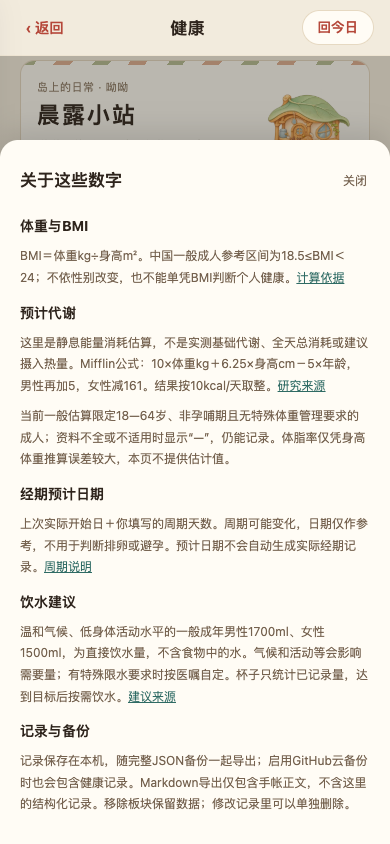 ‹ 返回
健康
回今日
岛上的日常 · 呦呦
晨露小站
关于这些数字
关闭
体重与BMI
BMI＝体重kg÷身高m²。中国一般成人参考区间为18.5≤BMI＜
24；不依性别改变，也不能单凭BMI判断个人健康。计算依据
预计代谢
这里是静息能量消耗估算，不是实测基础代谢、全天总消耗或建议
摄入热量。Mifflin公式：10×体重kg＋6.25×身高cm－5×年龄，
男性再加5，女性减161。结果按10kcal/天取整。研究来源
当前一般估算限定18—64岁、非孕哺期且无特殊体重管理要求的
成人；资料不全或不适用时显示“—”，仍能记录。体脂率仅凭身高
体重推算误差较大，本页不提供估计值。
经期预计日期
上次实际开始日＋你填写的周期天数。周期可能变化，日期仅作参
考，不用于判断排卵或避孕。预计日期不会自动生成实际经期记
录。周期说明
饮水建议
温和气候、低身体活动水平的一般成年男性1700ml、女性
1500ml，为直接饮水量，不含食物中的水。气候和活动等会影响
需要量；有特殊限水要求时按医嘱自定。杯子只统计已记录量，达
到目标后按需饮水。建议来源
记录与备份
记录保存在本机，随完整JSON备份一起导出；启用GitHub云备份
时也会包含健康记录。Markdown导出仅包含手帐正文，不含这里
的结构化记录。移除板块保留数据；修改记录里可以单独删除。